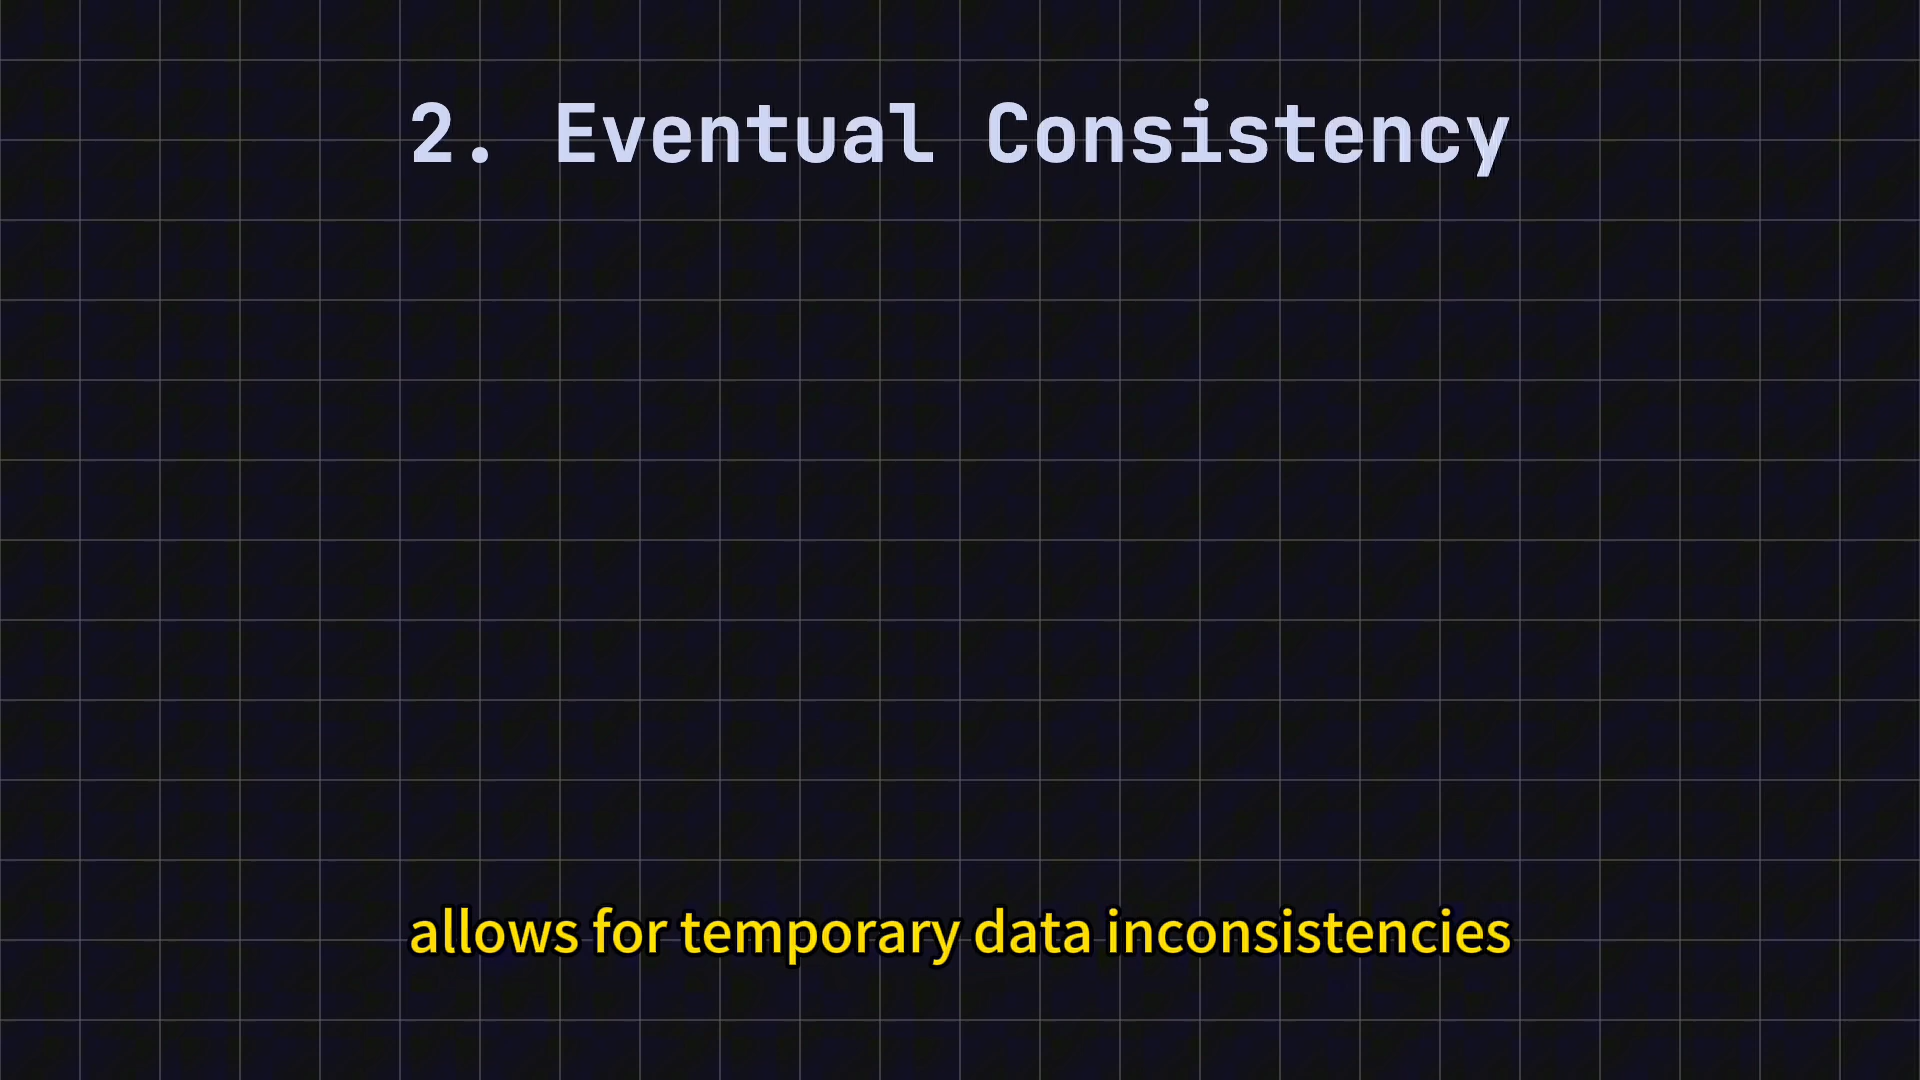 2. Eventual Consistency
allows for temporary data inconsistencies